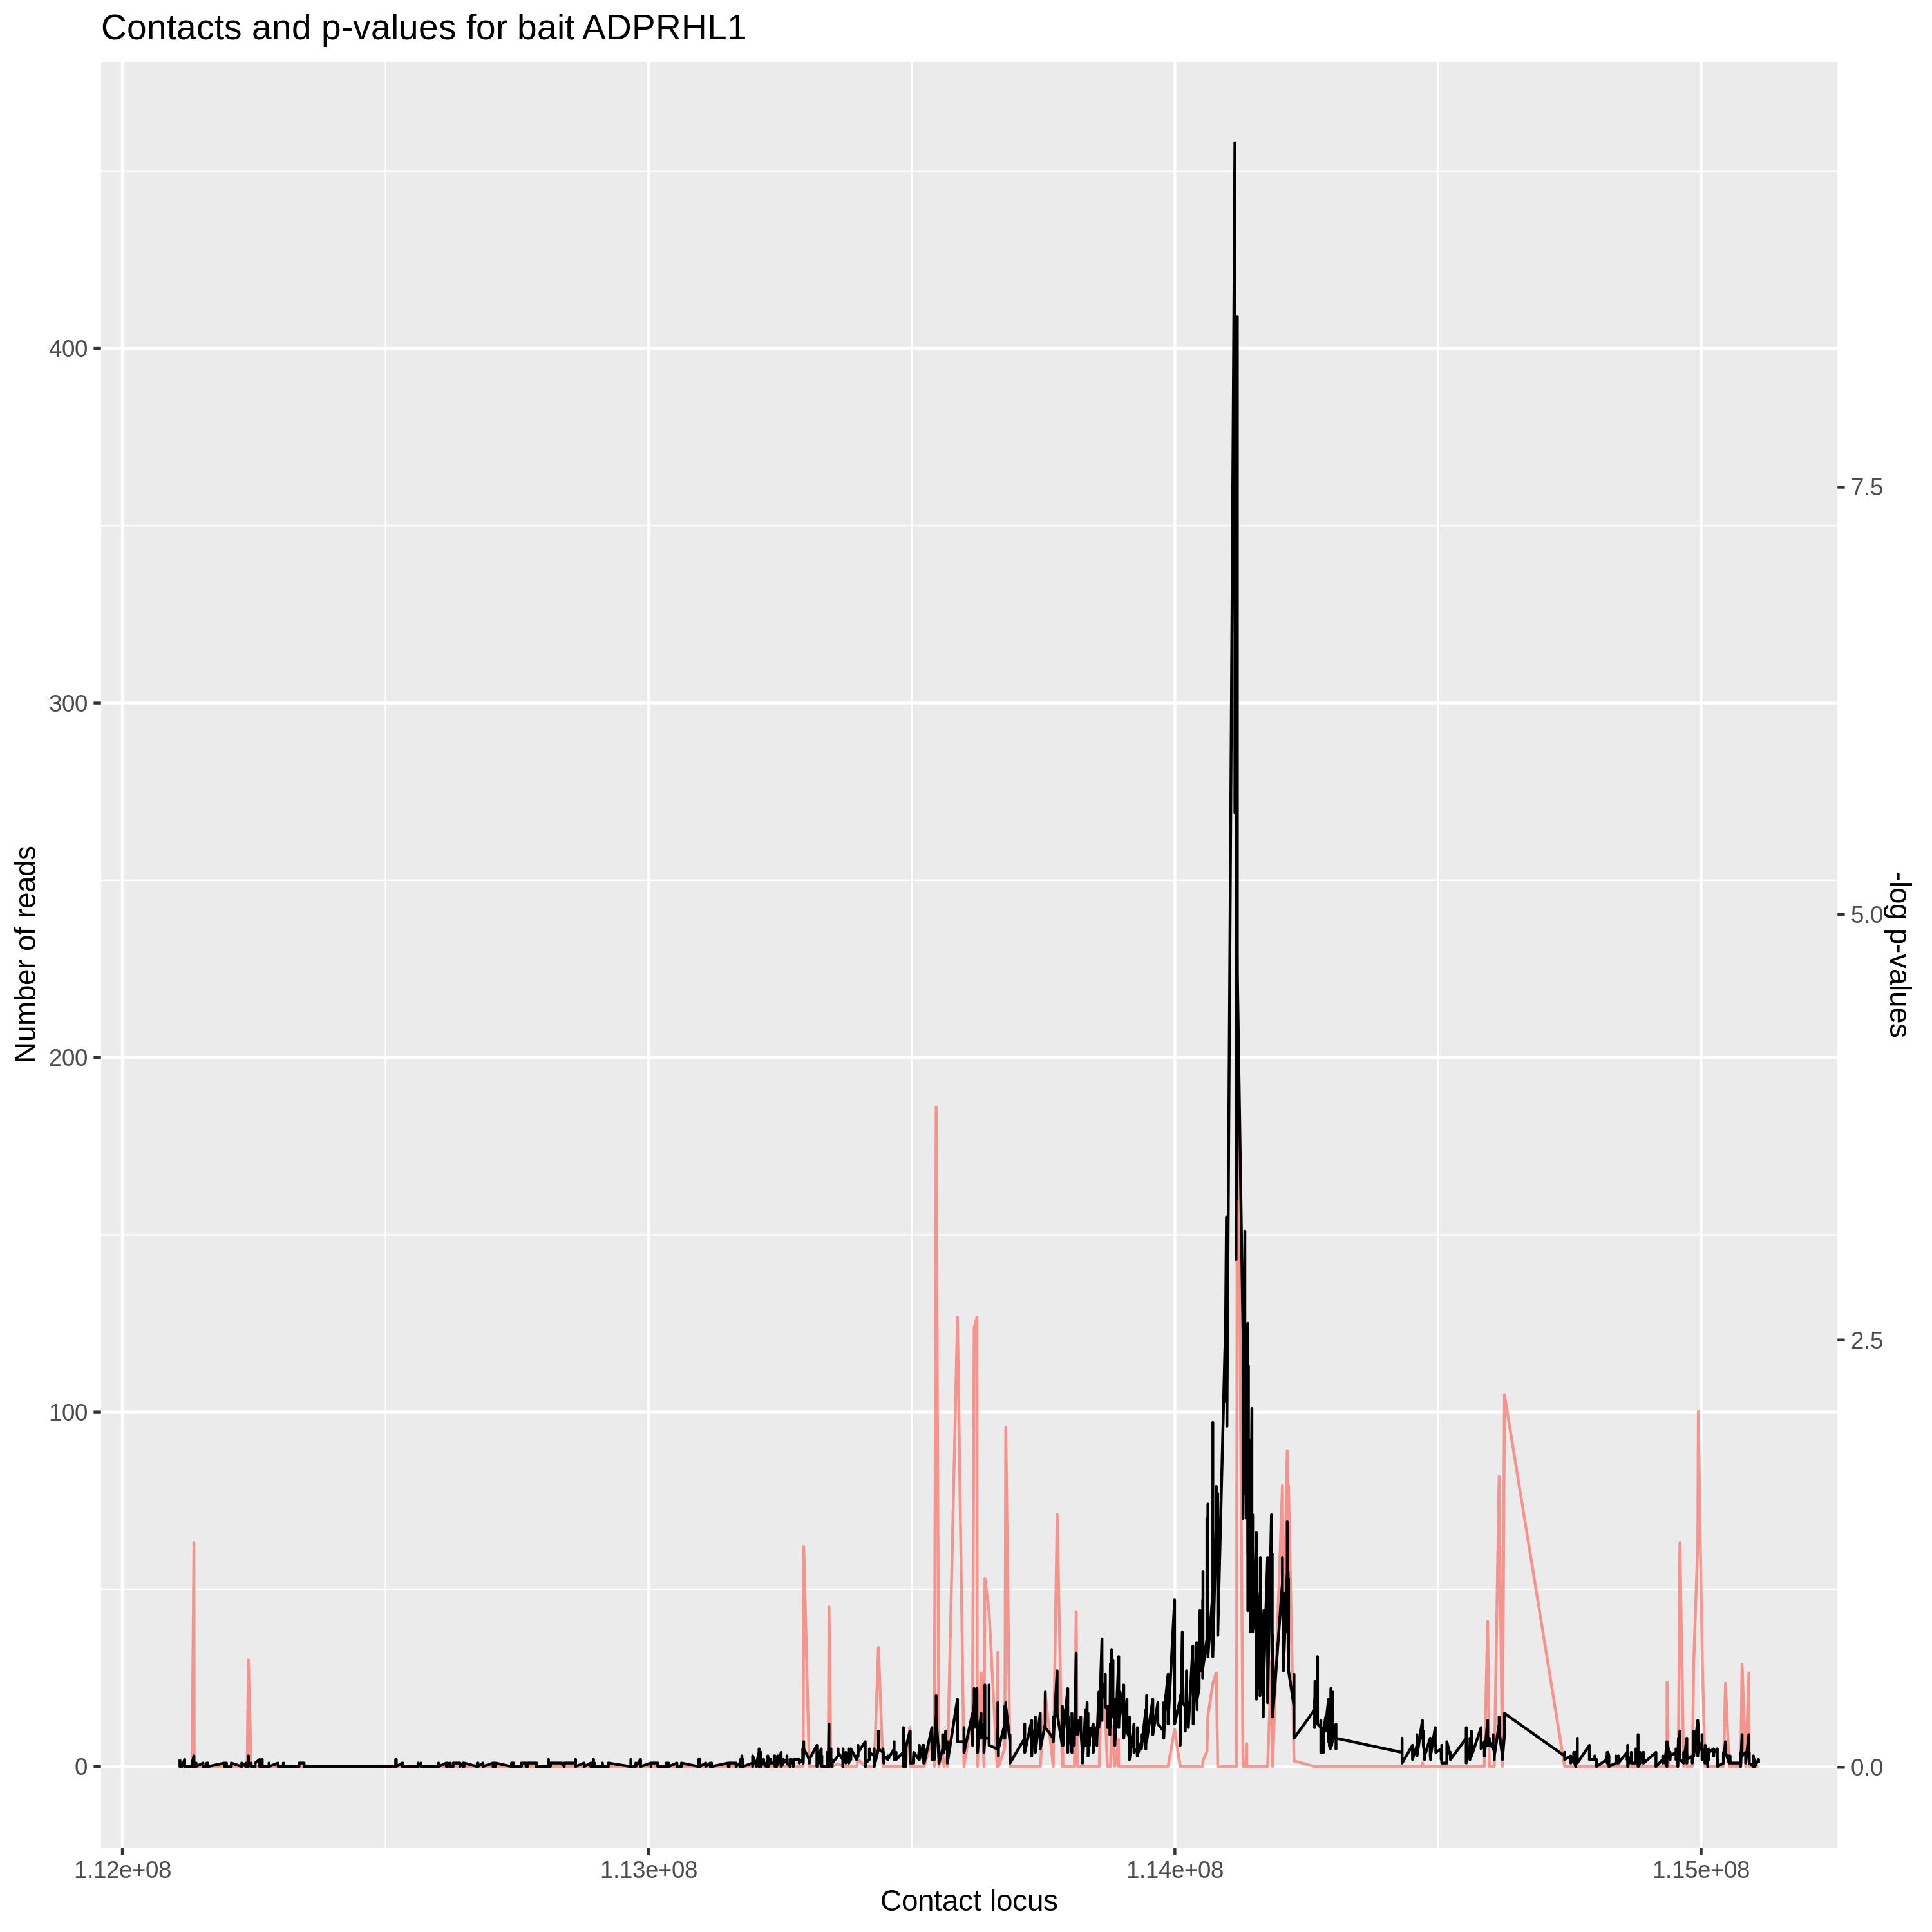 Contacts and p-values for bait ADPRHL1
400
300
200
100
0
Number of reads
7.5
5.0
2.5
0.0
-log p-values
1.12e+08
1.13e+08
1.14e+08
1.15e+08
Contact locus